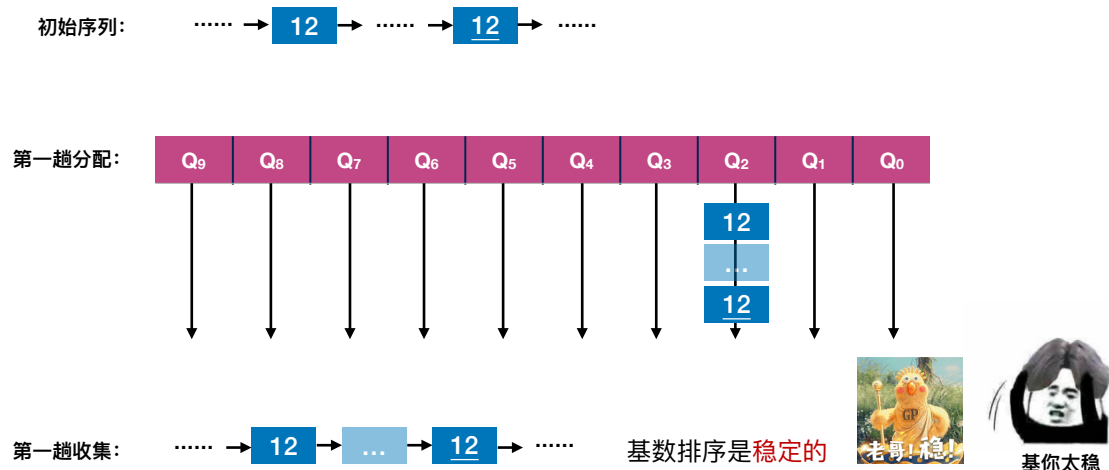 初始序列： ······ 12 ······ 12 ······
第一趟分配： Q₉ Q₈ Q₇ Q₆ Q₅ Q₄ Q₃ Q₂ Q₁ Q₀
12
...
12
第一趟收集： ······ 12 ... 12 ······
基数排序是稳定的
GP
老哥!稳!
基你太稳